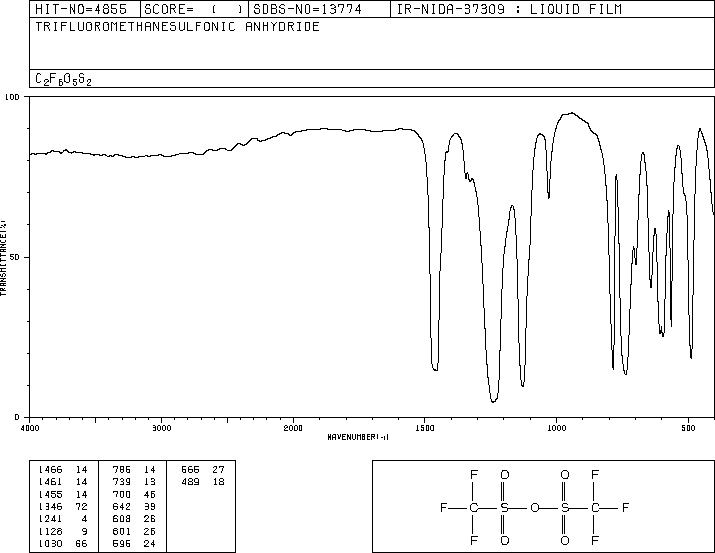 HIT-NO=4855 SCORE= ( ) SDBS-NO=13774 IR-NIDA-37309 : LIQUID FILM
TRIFLUOROMETHANESULFONIC ANHYDRIDE
C2F6O5S2
100
50
0
TRANSMITTANCE(%)
4000 3000 2000 1500 1000 500
WAVENUMBER(-1)
1466 14 786 14 566 27
1461 14 739 13 489 18
1455 14 700 46
1346 72 642 39
1241 4 608 26
1128 9 601 26
1030 66 596 24
F O O F
F C S O S C F
F O O F